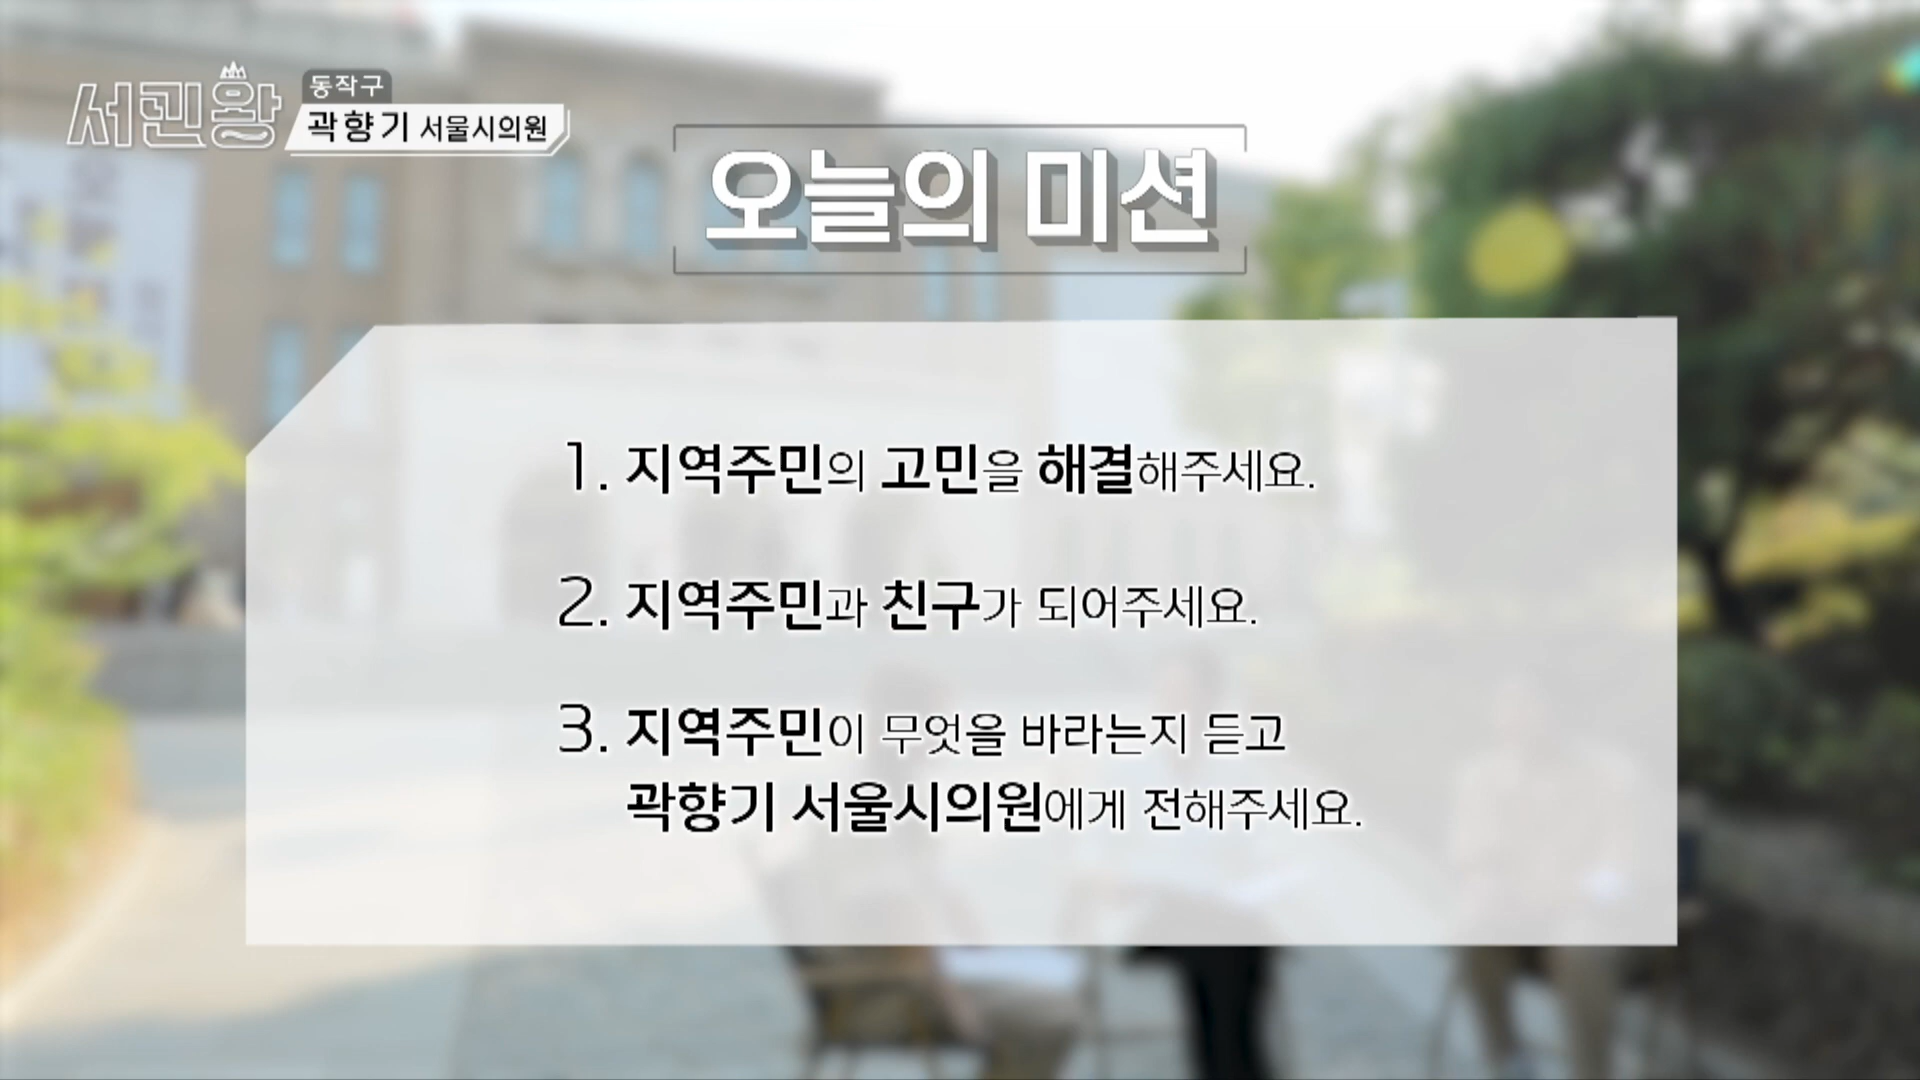 서민왕
동작구
곽향기 서울시의원
오늘의 미션
1. 지역주민의 고민을 해결해주세요.
2. 지역주민과 친구가 되어주세요.
3. 지역주민이 무엇을 바라는지 듣고
곽향기 서울시의원에게 전해주세요.